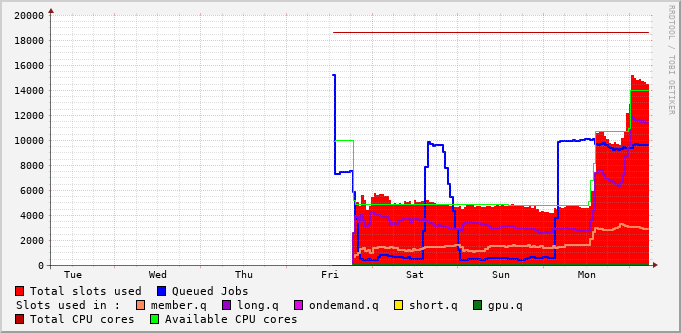 20000
18000
16000
14000
12000
10000
8000
6000
4000
2000
0
Tue Wed Thu Fri Sat Sun Mon
RRDTOOL / TOBI OETIKER
Total slots used Queued Jobs
Slots used in : member.q long.q ondemand.q short.q gpu.q
Total CPU cores Available CPU cores